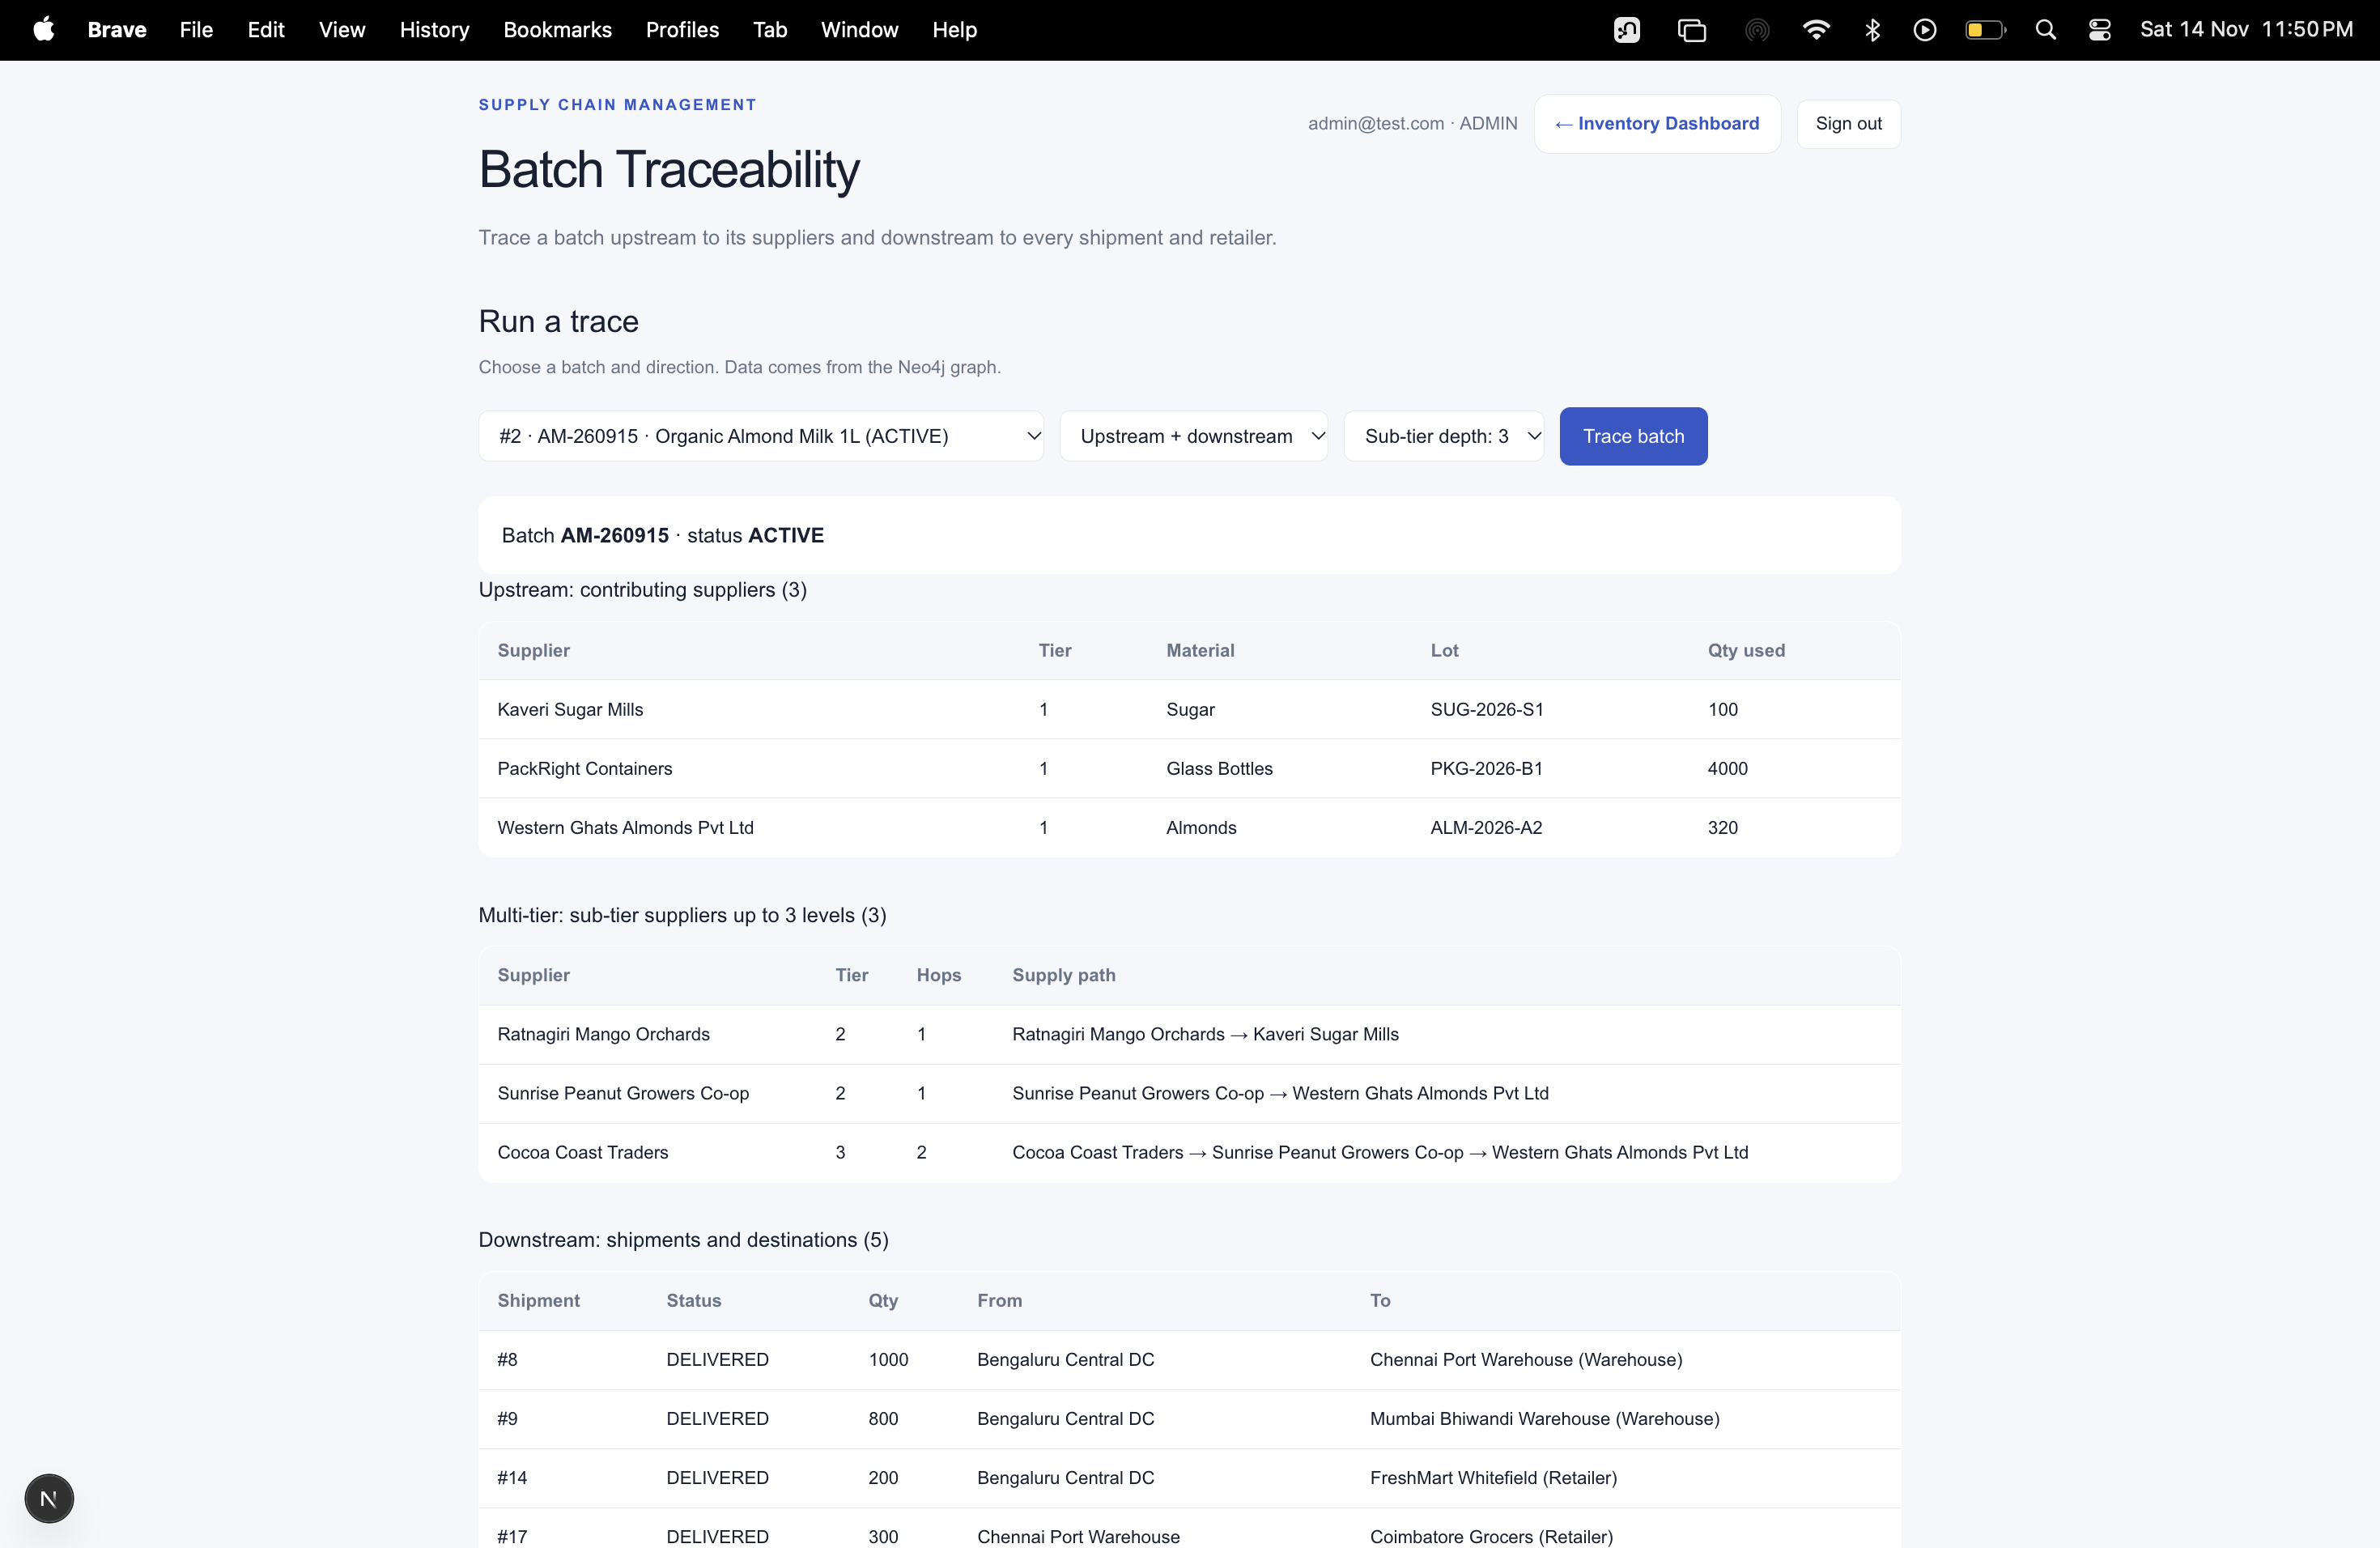 Brave File Edit View History Bookmarks Profiles Tab Window Help Sat 14 Nov 11:50 PM
SUPPLY CHAIN MANAGEMENT
admin@test.com · ADMIN ← Inventory Dashboard Sign out
Batch Traceability
Trace a batch upstream to its suppliers and downstream to every shipment and retailer.
Run a trace
Choose a batch and direction. Data comes from the Neo4j graph.
#2 · AM-260915 · Organic Almond Milk 1L (ACTIVE) Upstream + downstream Sub-tier depth: 3 Trace batch
Batch AM-260915 · status ACTIVE
Upstream: contributing suppliers (3)
Supplier Tier Material Lot Qty used
Kaveri Sugar Mills 1 Sugar SUG-2026-S1 100
PackRight Containers 1 Glass Bottles PKG-2026-B1 4000
Western Ghats Almonds Pvt Ltd 1 Almonds ALM-2026-A2 320
Multi-tier: sub-tier suppliers up to 3 levels (3)
Supplier Tier Hops Supply path
Ratnagiri Mango Orchards 2 1 Ratnagiri Mango Orchards → Kaveri Sugar Mills
Sunrise Peanut Growers Co-op 2 1 Sunrise Peanut Growers Co-op → Western Ghats Almonds Pvt Ltd
Cocoa Coast Traders 3 2 Cocoa Coast Traders → Sunrise Peanut Growers Co-op → Western Ghats Almonds Pvt Ltd
Downstream: shipments and destinations (5)
Shipment Status Qty From To
#8 DELIVERED 1000 Bengaluru Central DC Chennai Port Warehouse (Warehouse)
#9 DELIVERED 800 Bengaluru Central DC Mumbai Bhiwandi Warehouse (Warehouse)
#14 DELIVERED 200 Bengaluru Central DC FreshMart Whitefield (Retailer)
#17 DELIVERED 300 Chennai Port Warehouse Coimbatore Grocers (Retailer)
N